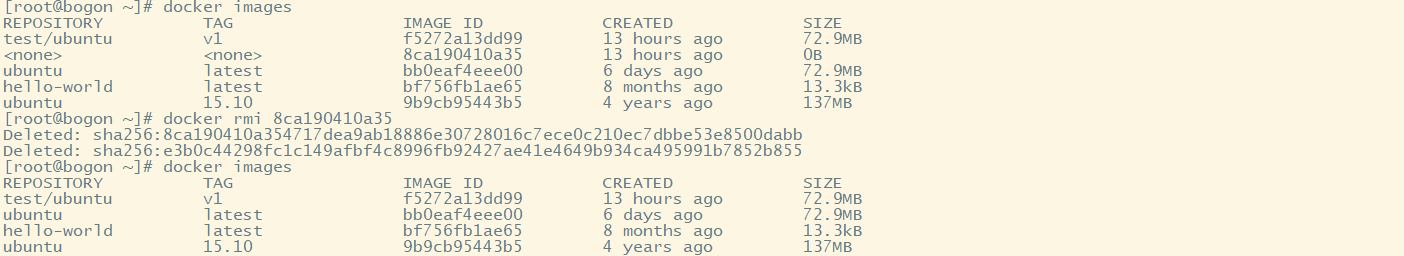 [root@bogon ~]# docker images
REPOSITORY          TAG                 IMAGE ID            CREATED             SIZE
test/ubuntu         v1                  f5272a13dd99        13 hours ago        72.9MB
<none>              <none>              8ca190410a35        13 hours ago        0B
ubuntu              latest              bb0eaf4eee00        6 days ago          72.9MB
hello-world         latest              bf756fb1ae65        8 months ago        13.3kB
ubuntu              15.10               9b9cb95443b5        4 years ago         137MB
[root@bogon ~]# docker rmi 8ca190410a35
Deleted: sha256:8ca190410a354717dea9ab18886e30728016c7ece0c210ec7dbbe53e8500dabb
Deleted: sha256:e3b0c44298fc1c149afbf4c8996fb92427ae41e4649b934ca495991b7852b855
[root@bogon ~]# docker images
REPOSITORY          TAG                 IMAGE ID            CREATED             SIZE
test/ubuntu         v1                  f5272a13dd99        13 hours ago        72.9MB
ubuntu              latest              bb0eaf4eee00        6 days ago          72.9MB
hello-world         latest              bf756fb1ae65        8 months ago        13.3kB
ubuntu              15.10               9b9cb95443b5        4 years ago         137MB